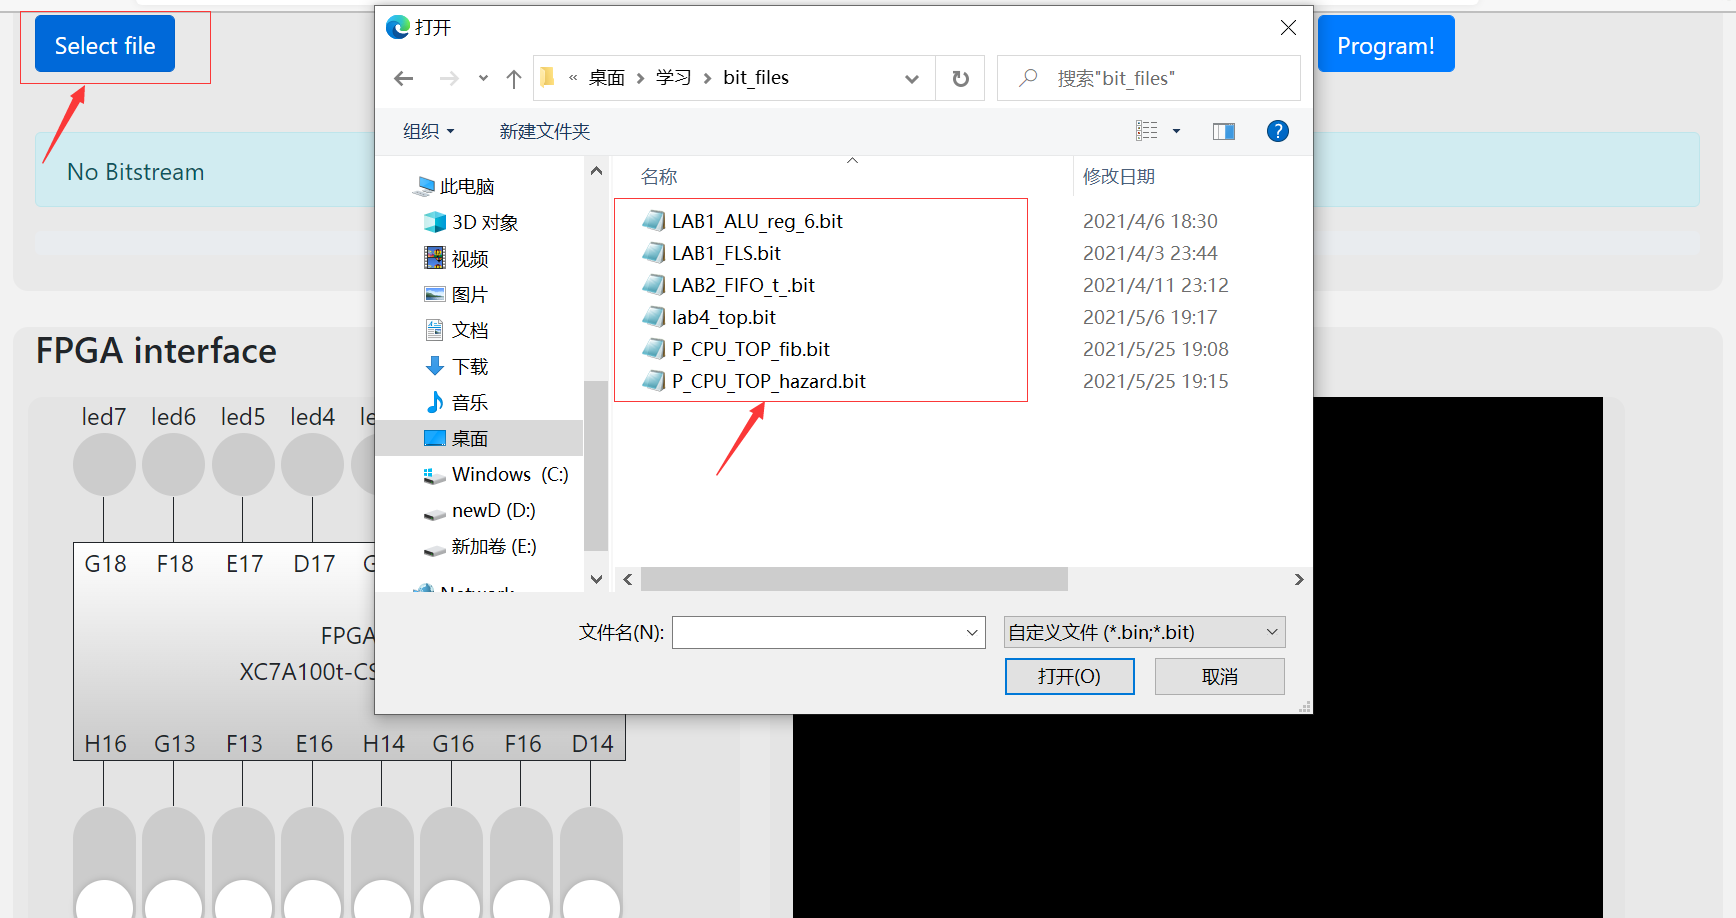 Select file
Program!
No Bitstream
打开
« 桌面 › 学习 › bit_files
搜索"bit_files"
组织
新建文件夹
此电脑
3D 对象
视频
图片
文档
下载
音乐
桌面
Windows (C:)
newD (D:)
新加卷 (E:)
Network
名称 修改日期
LAB1_ALU_reg_6.bit 2021/4/6 18:30
LAB1_FLS.bit 2021/4/3 23:44
LAB2_FIFO_t_.bit 2021/4/11 23:12
lab4_top.bit 2021/5/6 19:17
P_CPU_TOP_fib.bit 2021/5/25 19:08
P_CPU_TOP_hazard.bit 2021/5/25 19:15
文件名(N):
自定义文件 (*.bin;*.bit)
打开(O)
取消
FPGA interface
led7 led6 led5 led4 le
G18 F18 E17 D17
FPGA
XC7A100t-CS
H16 G13 F13 E16 H14 G16 F16 D14